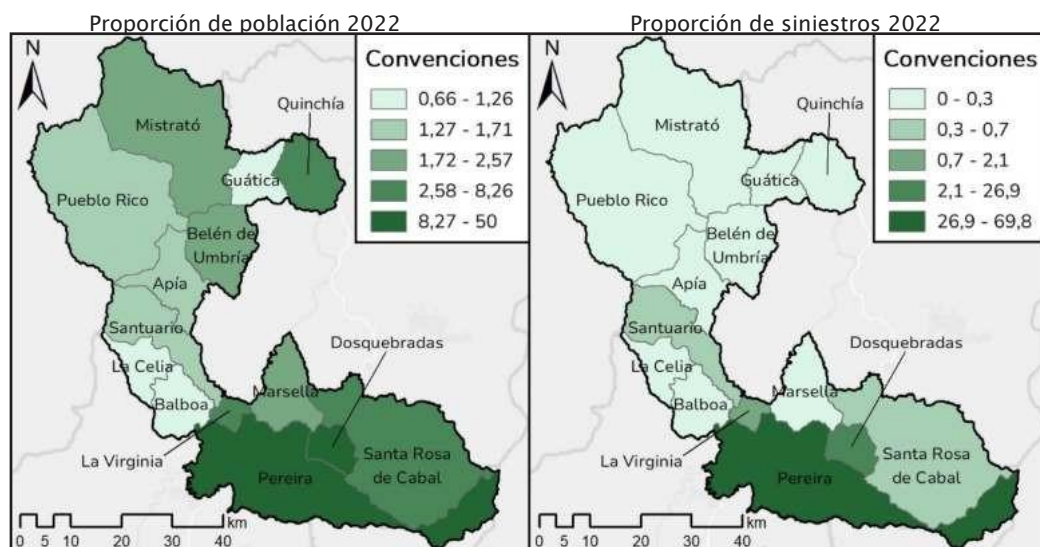 Proporción de población 2022
N
Convenciones
0,66 - 1,26
1,27 - 1,71
1,72 - 2,57
2,58 - 8,26
8,27 - 50
Quinchía
Mistrató
Guática
Pueblo Rico
Belén de
Umbría
Apía
Santuario
Dosquebradas
La Celia
Marsella
Balboa
La Virginia
Santa Rosa
de Cabal
Pereira
km
0 5 10 20 30 40
Proporción de siniestros 2022
N
Convenciones
0 - 0,3
0,3 - 0,7
0,7 - 2,1
2,1 - 26,9
26,9 - 69,8
Quinchía
Mistrató
Guática
Pueblo Rico
Belén de
Umbría
Apía
Santuario
Dosquebradas
La Celia
Marsella
Balboa
La Virginia
Santa Rosa
de Cabal
Pereira
km
0 5 10 20 30 40